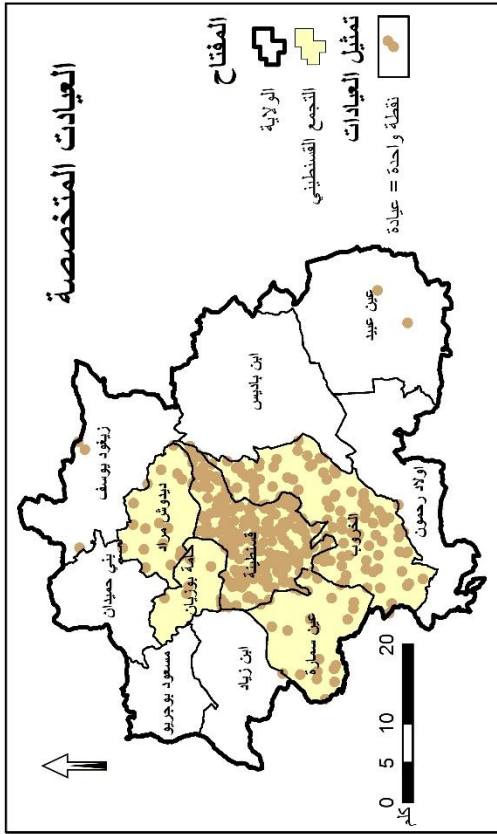 العيادت المتخصصة
المفتاح
الولاية
التجمع القسنطيني
تمثيل العيادات
نقطة واحدة = عيادة
زيغود يوسف
بني حميدان
ديدوش مراد
مسعود بوجريو
حامة بوزيان
ابن زياد
قسنطينة
ابن باديس
عين سمارة
الخروب
عين عبيد
اولاد رحمون
0 5 10 20
كلم